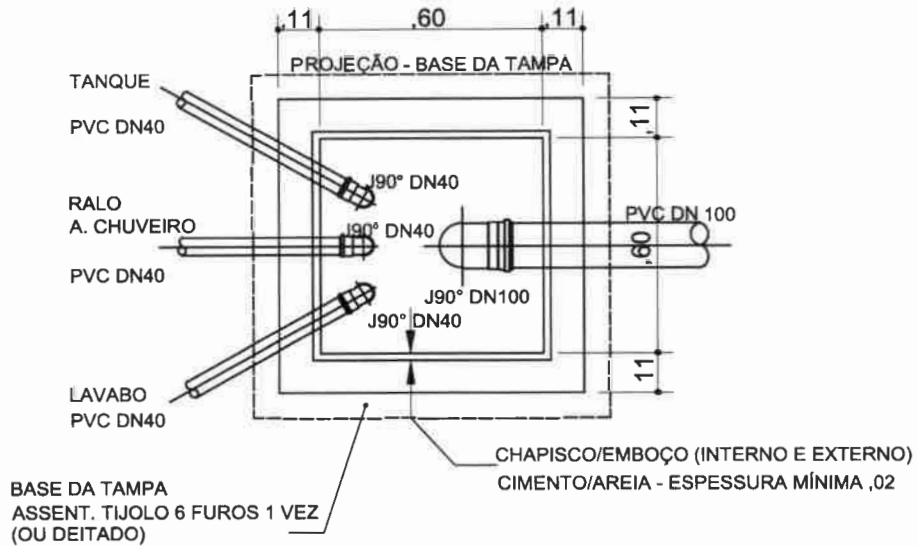 ,11
,60
,11
PROJEÇÃO - BASE DA TAMPA
TANQUE
PVC DN40
,11
J90° DN40
RALO
A. CHUVEIRO
PVC DN40
J90° DN40
PVC DN 100
,60
J90° DN100
J90° DN40
,11
LAVABO
PVC DN40
CHAPISCO/EMBOÇO (INTERNO E EXTERNO)
CIMENTO/AREIA - ESPESSURA MÍNIMA ,02
BASE DA TAMPA
ASSENT. TIJOLO 6 FUROS 1 VEZ
(OU DEITADO)